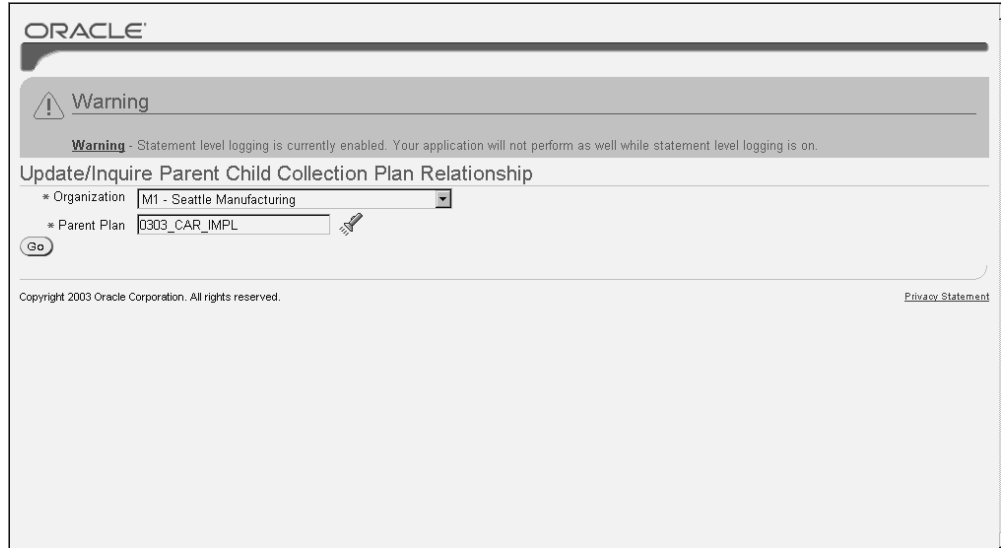 ORACLE
Warning
Warning - Statement level logging is currently enabled. Your application will not perform as well while statement level logging is on.
Update/Inquire Parent Child Collection Plan Relationship
* Organization M1 - Seattle Manufacturing
* Parent Plan 0303_CAR_IMPL
Go
Copyright 2003 Oracle Corporation. All rights reserved. Privacy Statement